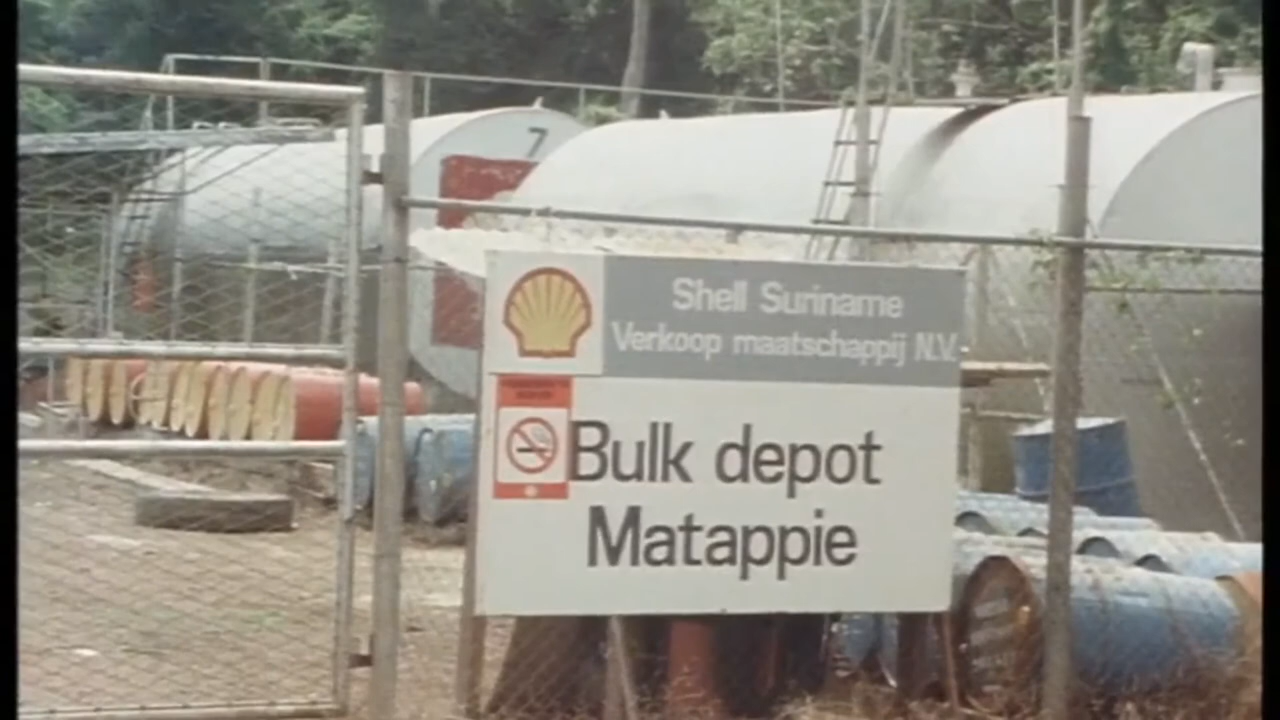 7
Shell Suriname
Verkoop maatschappij N.V.
Bulk depot
Matappie